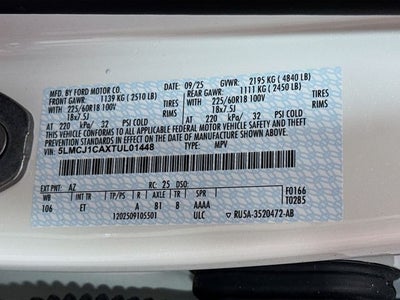 MFD. BY FORD MOTOR CO.
09/25 GVWR: 2195 KG (4840 LB)
FRONT GAWR: 1139 KG (2510 LB)
REAR GAWR: 1111 KG (2450 LB)
WITH 225/60R18 100V TIRES
WITH 225/60R18 100V TIRES
18x7.5J RIMS
18x7.5J RIMS
AT 220 kPa/ 32 PSI COLD
AT 220 kPa/ 32 PSI COLD
THIS VEHICLE CONFORMS TO ALL APPLICABLE FEDERAL MOTOR VEHICLE SAFETY AND THEFT
PREVENTION STANDARDS IN EFFECT ON THE DATE OF MANUFACTURE SHOWN ABOVE.
VIN: 5LMCJ1CAXTUL01448
TYPE: MPV
EXT PNT: AZ RC: 25 DSO: F0166
WB INT TR TP/PS R AXLE TR SPR T0285
106 ET A B1 B AAAA
1202509105501 ULC RU5A-3520472-AB